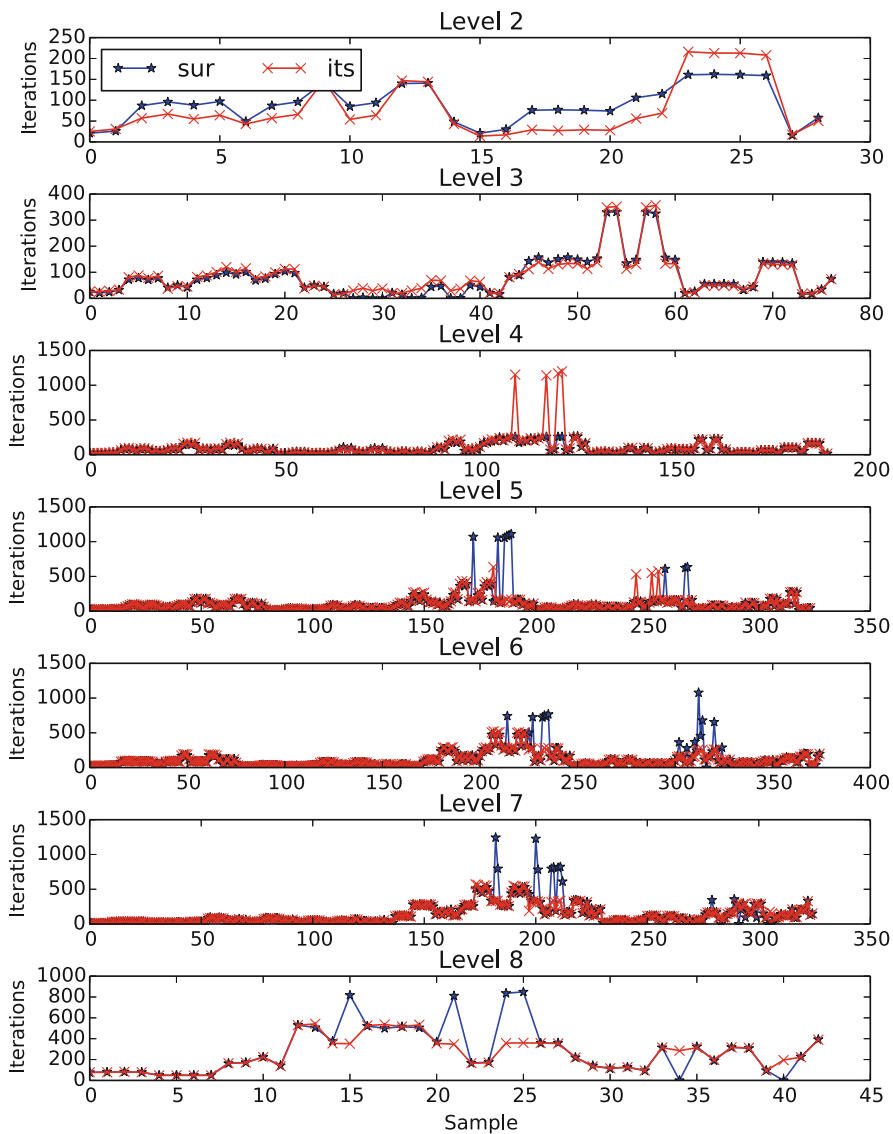 Level 2
250
200
150
100
50
0
Iterations
sur its
0 5 10 15 20 25 30
Level 3
400
300
200
100
0
Iterations
0 10 20 30 40 50 60 70 80
Level 4
1500
1000
500
0
Iterations
0 50 100 150 200
Level 5
1500
1000
500
0
Iterations
0 50 100 150 200 250 300 350
Level 6
1500
1000
500
0
Iterations
0 50 100 150 200 250 300 350 400
Level 7
1500
1000
500
0
Iterations
0 50 100 150 200 250 300 350
Level 8
1000
800
600
400
200
0
Iterations
0 5 10 15 20 25 30 35 40 45
Sample